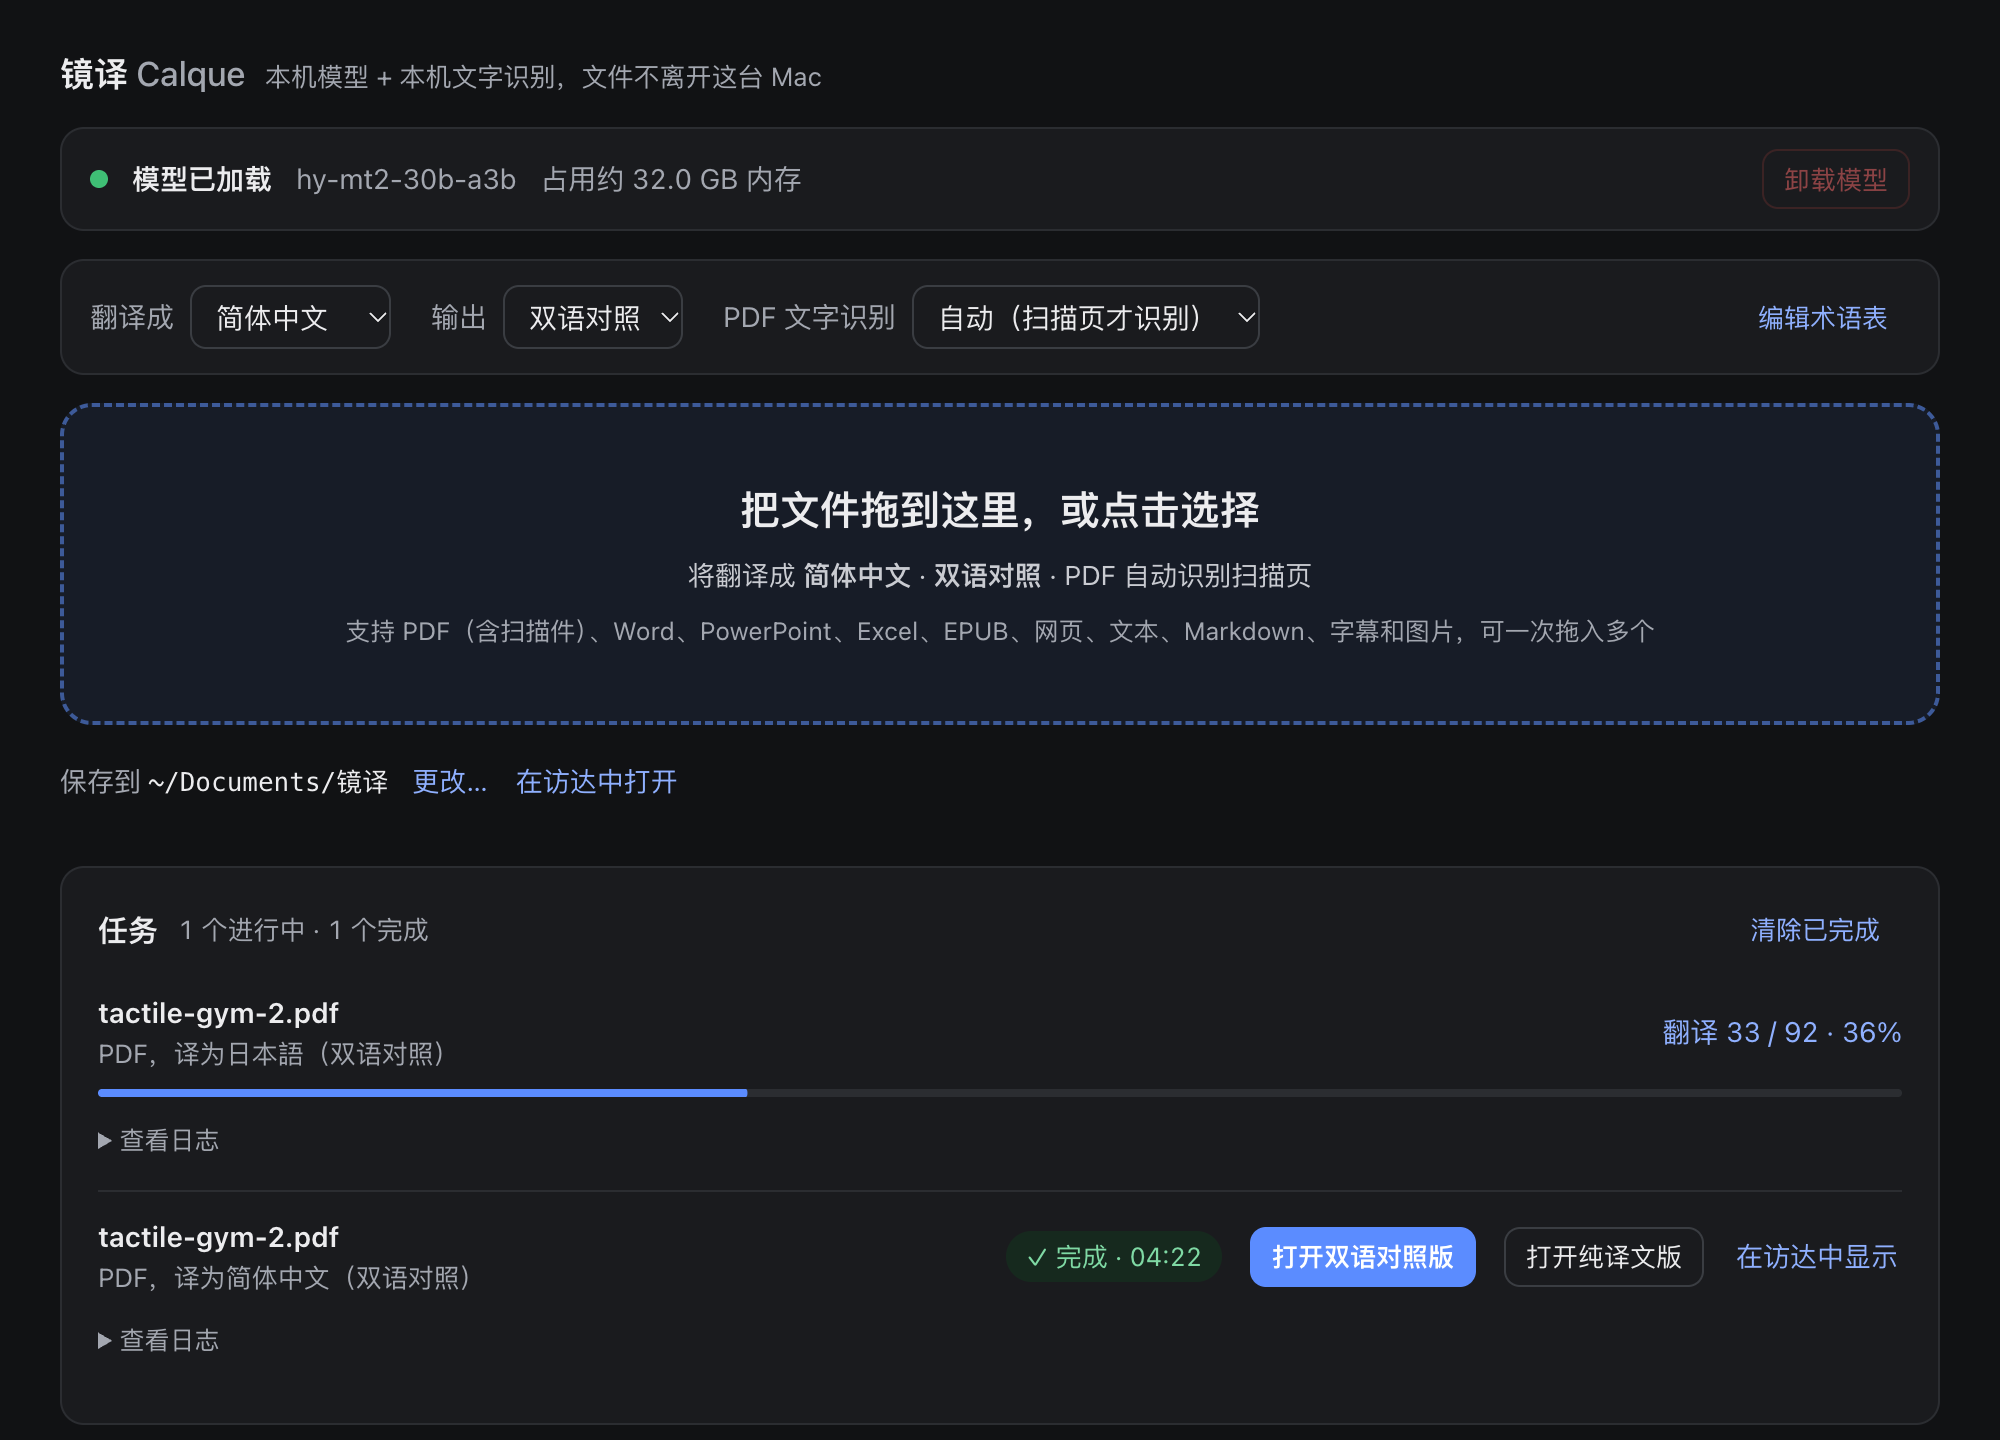 镜译 Calque 本机模型 + 本机文字识别，文件不离开这台 Mac
模型已加载 hy-mt2-30b-a3b 占用约 32.0 GB 内存 卸载模型
翻译成 简体中文 输出 双语对照 PDF 文字识别 自动（扫描页才识别） 编辑术语表
把文件拖到这里，或点击选择
将翻译成 简体中文 · 双语对照 · PDF 自动识别扫描页
支持 PDF（含扫描件）、Word、PowerPoint、Excel、EPUB、网页、文本、Markdown、字幕和图片，可一次拖入多个
保存到 ~/Documents/镜译 更改... 在访达中打开
任务 1 个进行中 · 1 个完成 清除已完成
tactile-gym-2.pdf
PDF，译为日本語（双语对照）
翻译 33 / 92 · 36%
▶ 查看日志
tactile-gym-2.pdf
PDF，译为简体中文（双语对照）
✓ 完成 · 04:22 打开双语对照版 打开纯译文版 在访达中显示
▶ 查看日志